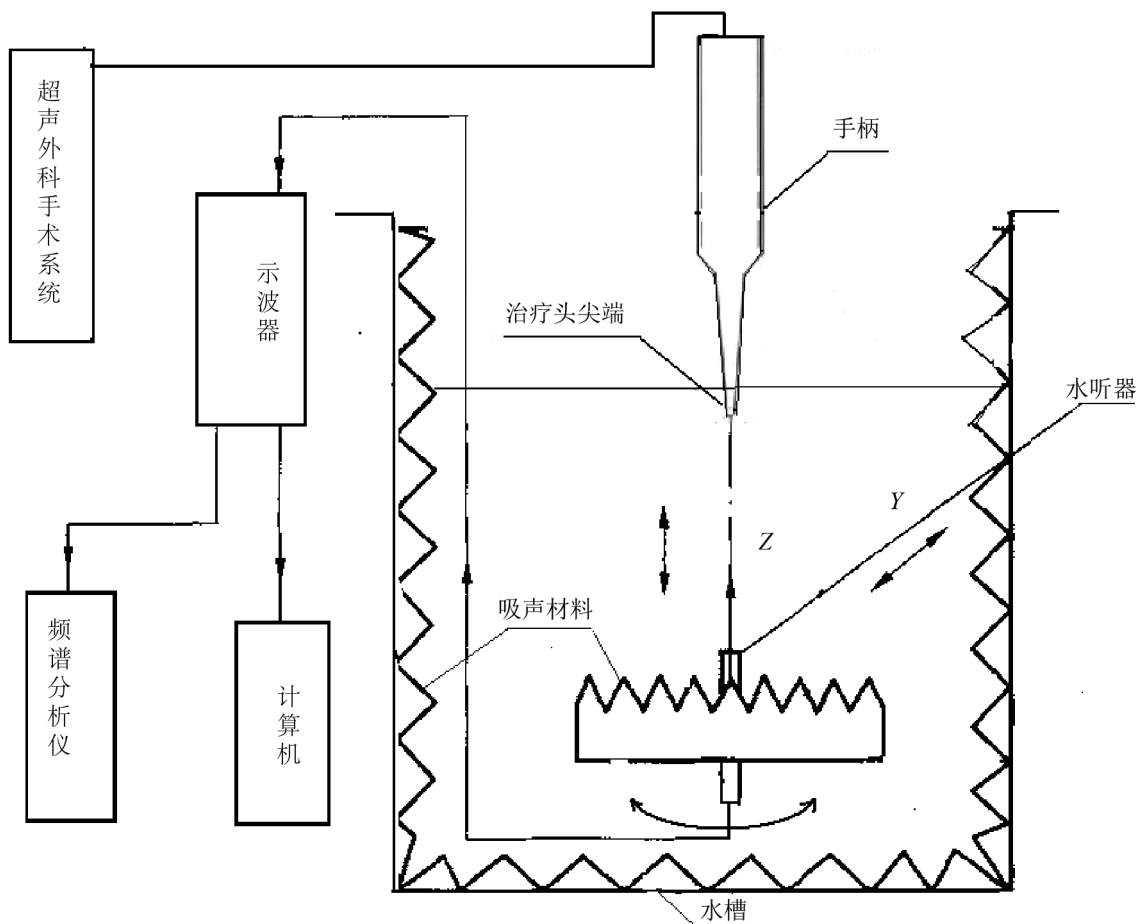 超声外科手术系统
手柄
示波器
治疗头尖端
水听器
Y
Z
吸声材料
频谱分析仪
计算机
水槽